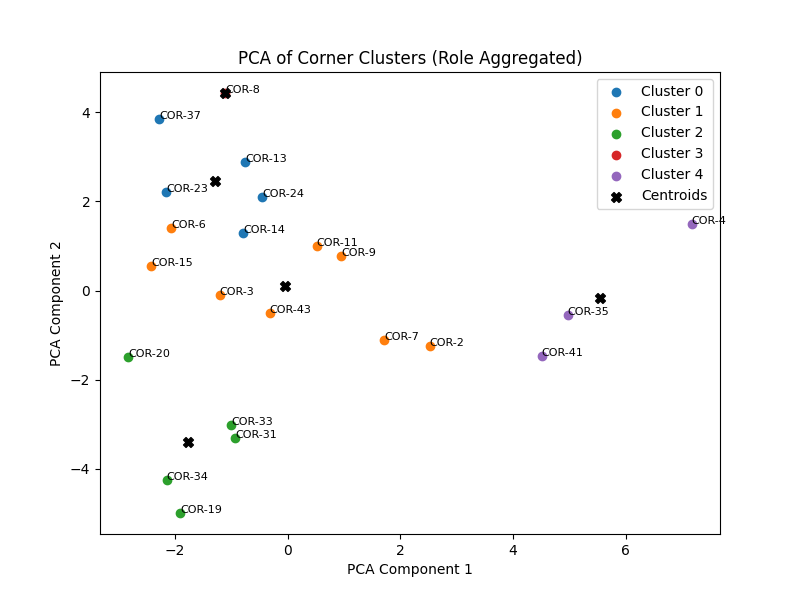 PCA of Corner Clusters (Role Aggregated)
COR-8
COR-37
COR-13
COR-23
COR-24
COR-6
COR-14
COR-11
COR-9
COR-15
COR-3
COR-43
COR-7
COR-2
COR-20
COR-33
COR-31
COR-34
COR-19
COR-4
COR-35
COR-41
Cluster 0
Cluster 1
Cluster 2
Cluster 3
Cluster 4
Centroids
PCA Component 2
4
2
0
−2
−4
−2
0
2
4
6
PCA Component 1